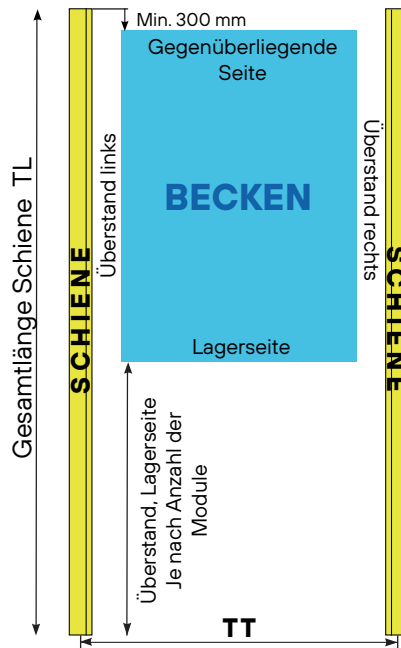 Min. 300 mm
Gegenüberliegende
Seite
Gesamtlänge Schiene TL
SCHIENE
Überstand links
BECKEN
Überstand rechts
SCHIENE
Lagerseite
Überstand, Lagerseite
Je nach Anzahl der
Module
TT